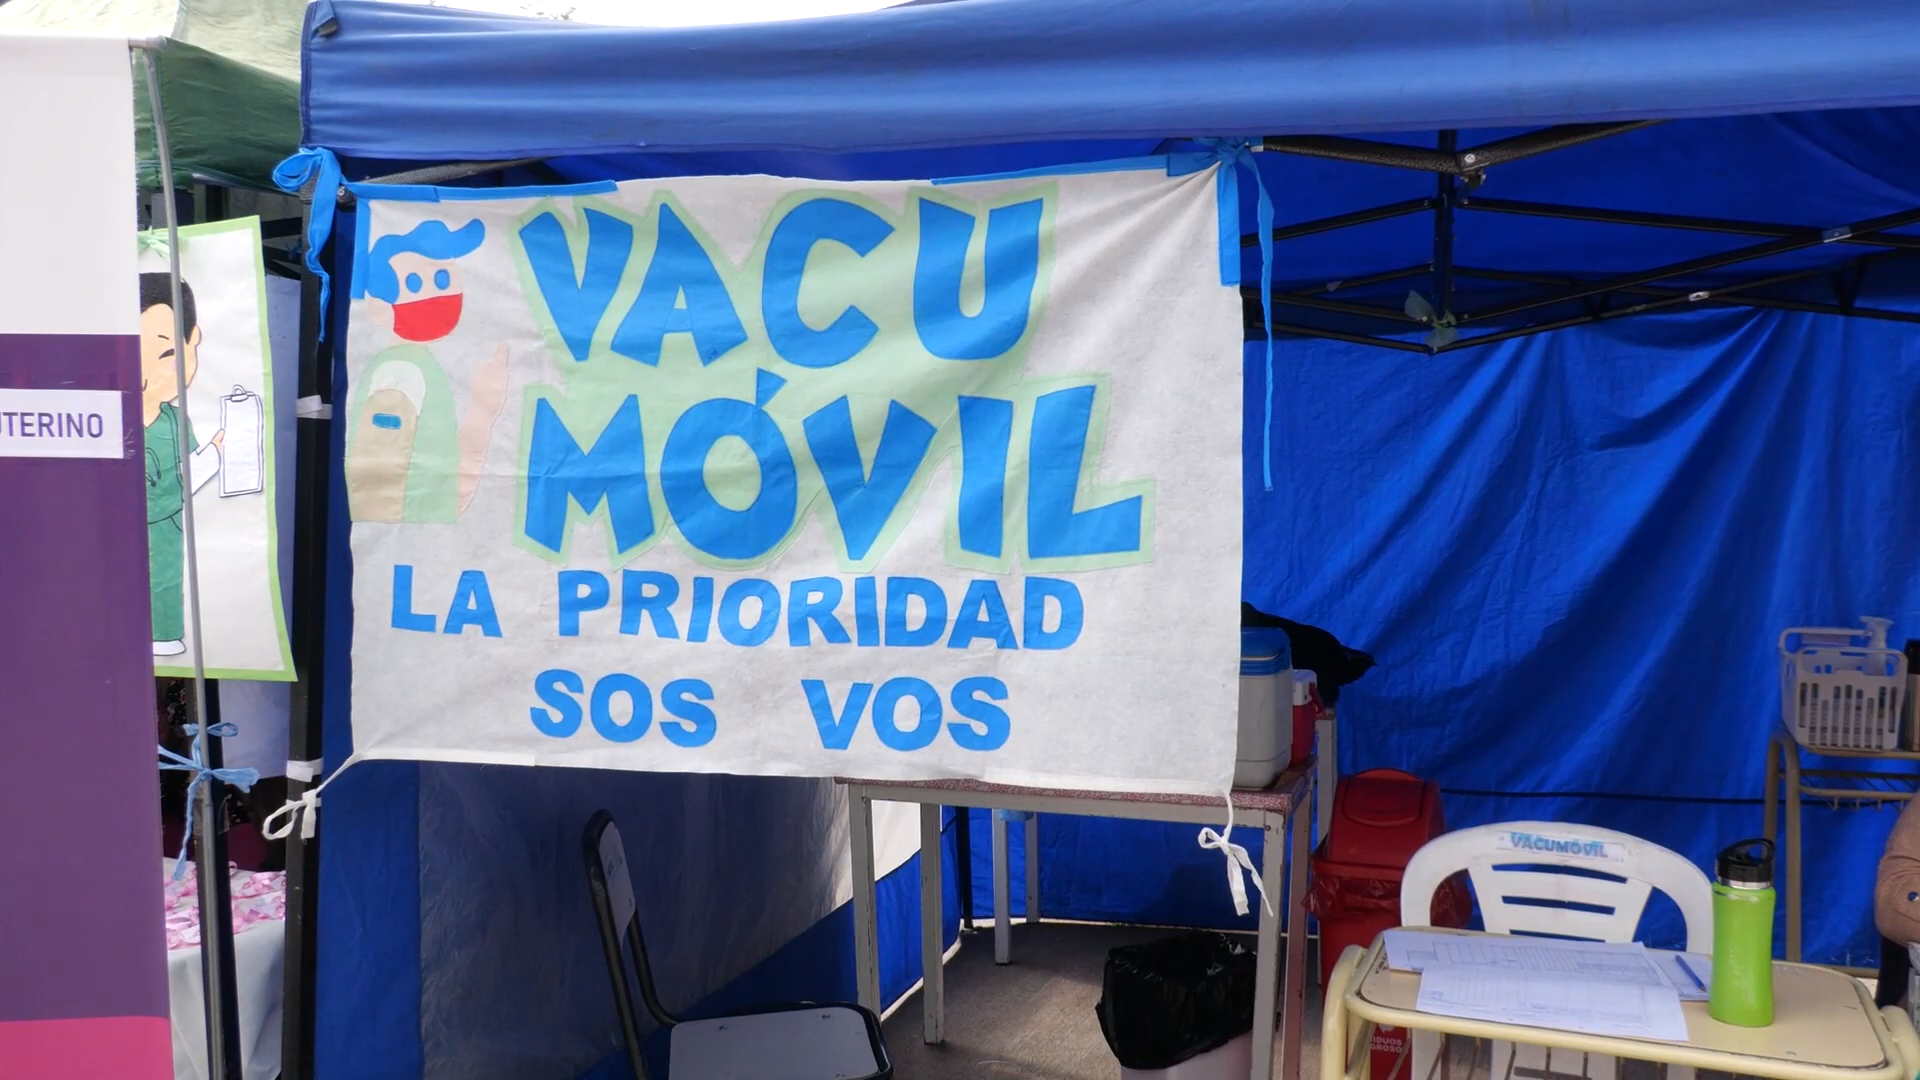 VACU
MÓVIL
LA PRIORIDAD
SOS VOS
UTERINO
VACUMÓVIL